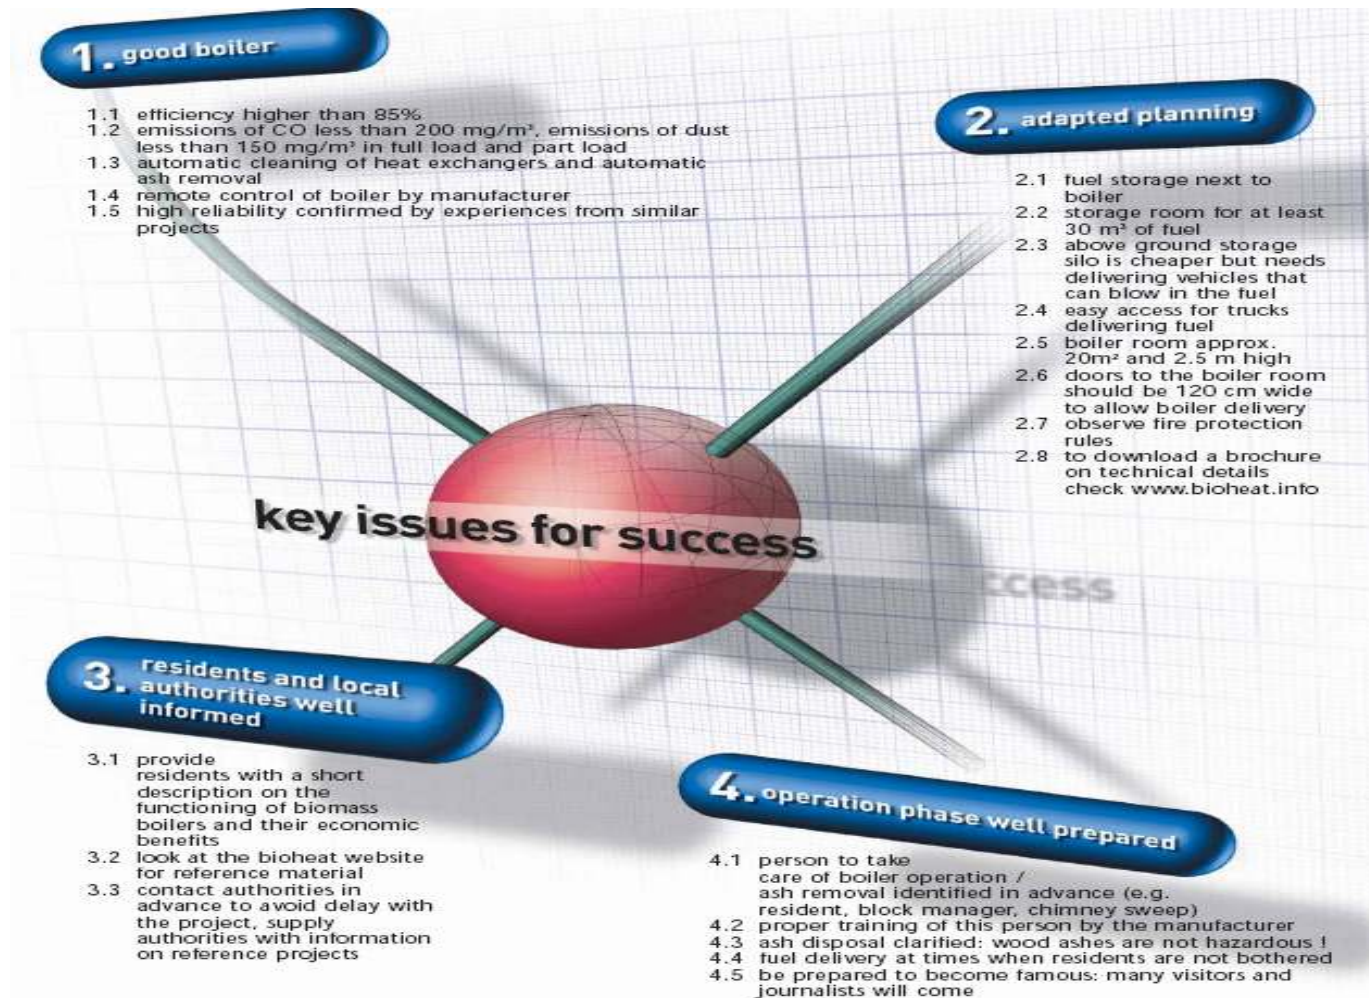 1. good boiler
1.1 efficiency higher than 85%
1.2 emissions of CO less than 200 mg/m³, emissions of dust
less than 150 mg/m³ in full load and part load
1.3 automatic cleaning of heat exchangers and automatic
ash removal
1.4 remote control of boiler by manufacturer
1.5 high reliability confirmed by experiences from similar
projects
2. adapted planning
2.1 fuel storage next to
boiler
2.2 storage room for at least
30 m³ of fuel
2.3 above ground storage
silo is cheaper but needs
delivering vehicles that
can blow in the fuel
2.4 easy access for trucks
delivering fuel
2.5 boiler room approx.
20m² and 2.5 m high
2.6 doors to the boiler room
should be 120 cm wide
to allow boiler delivery
2.7 observe fire protection
rules
2.8 to download a brochure
on technical details
check www.bioheat.info
key issues for success
ccess
3. residents and local
authorities well
informed
3.1 provide
residents with a short
description on the
functioning of biomass
boilers and their economic
benefits
3.2 look at the bioheat website
for reference material
3.3 contact authorities in
advance to avoid delay with
the project, supply
authorities with information
on reference projects
4. operation phase well prepared
4.1 person to take
care of boiler operation /
ash removal identified in advance (e.g.
resident, block manager, chimney sweep)
4.2 proper training of this person by the manufacturer
4.3 ash disposal clarified: wood ashes are not hazardous !
4.4 fuel delivery at times when residents are not bothered
4.5 be prepared to become famous: many visitors and
journalists will come